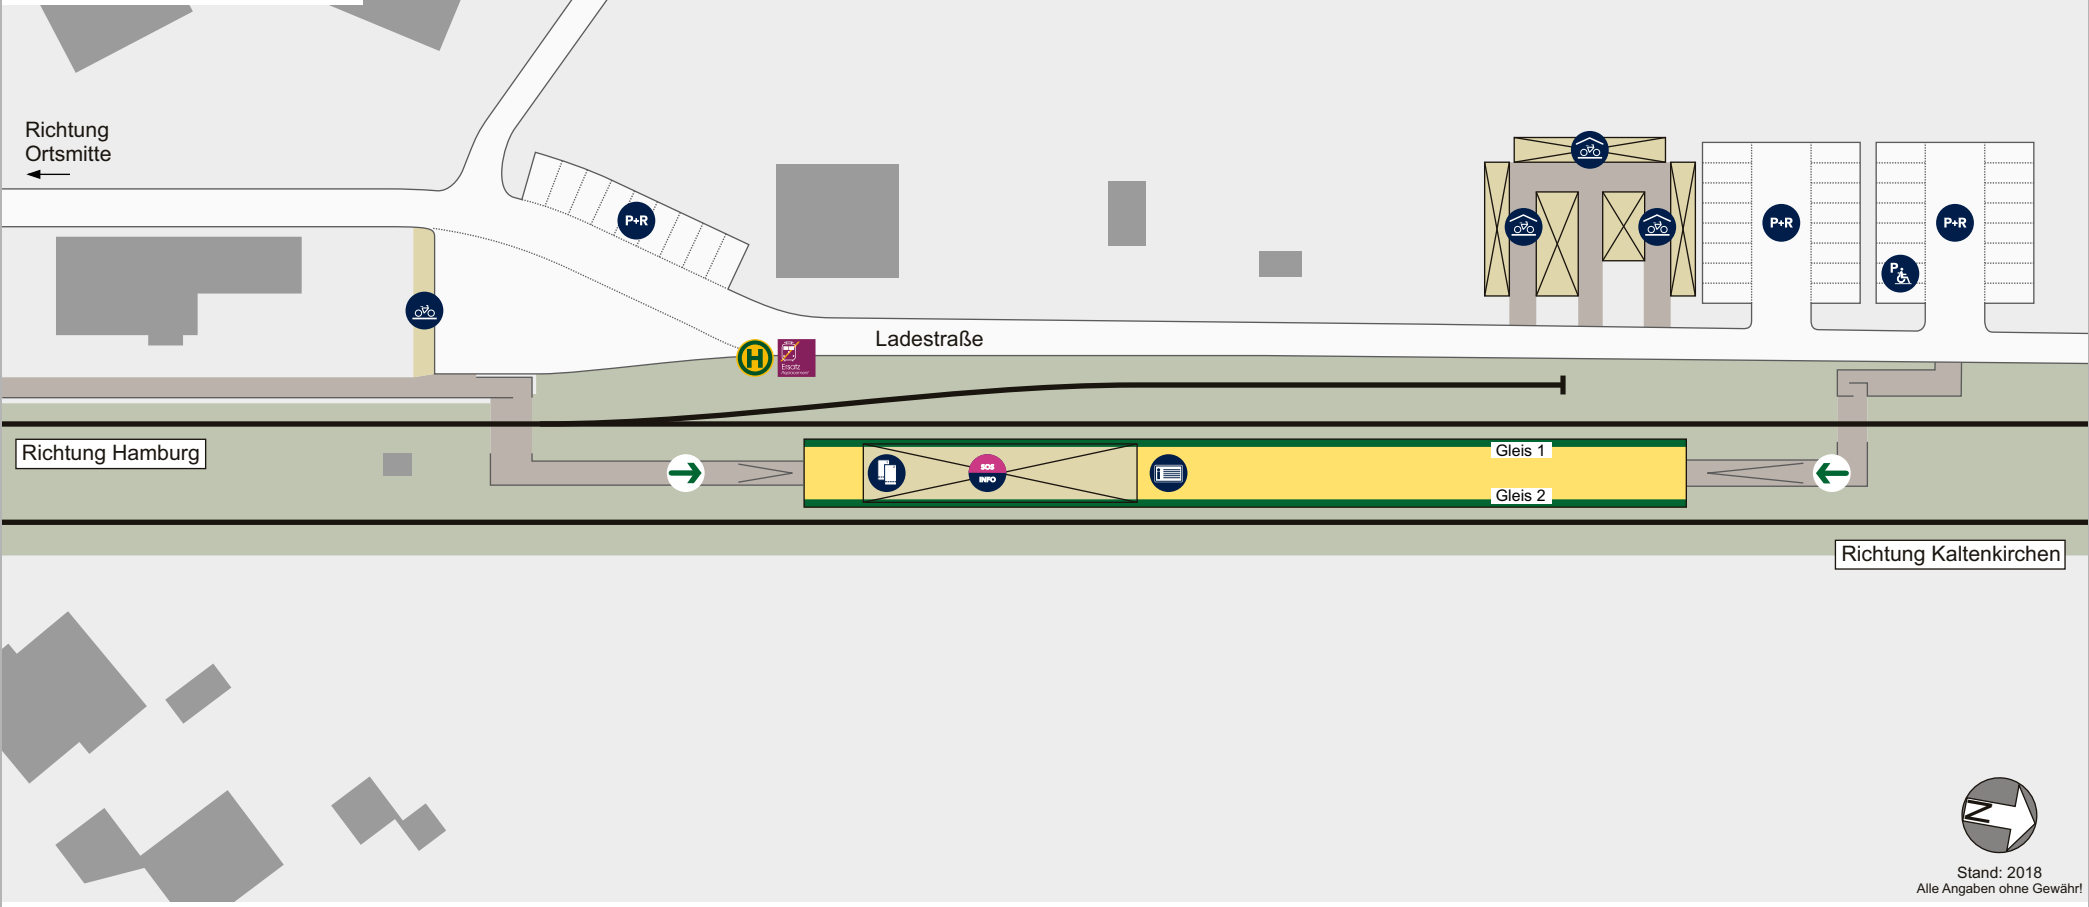 Richtung
Ortsmitte
P+R
P+R
P+R
P
Ladestraße
H
Ersatz
Richtung Hamburg
Gleis 1
SOS
INFO
Gleis 2
Richtung Kaltenkirchen
N
Stand: 2018
Alle Angaben ohne Gewähr!